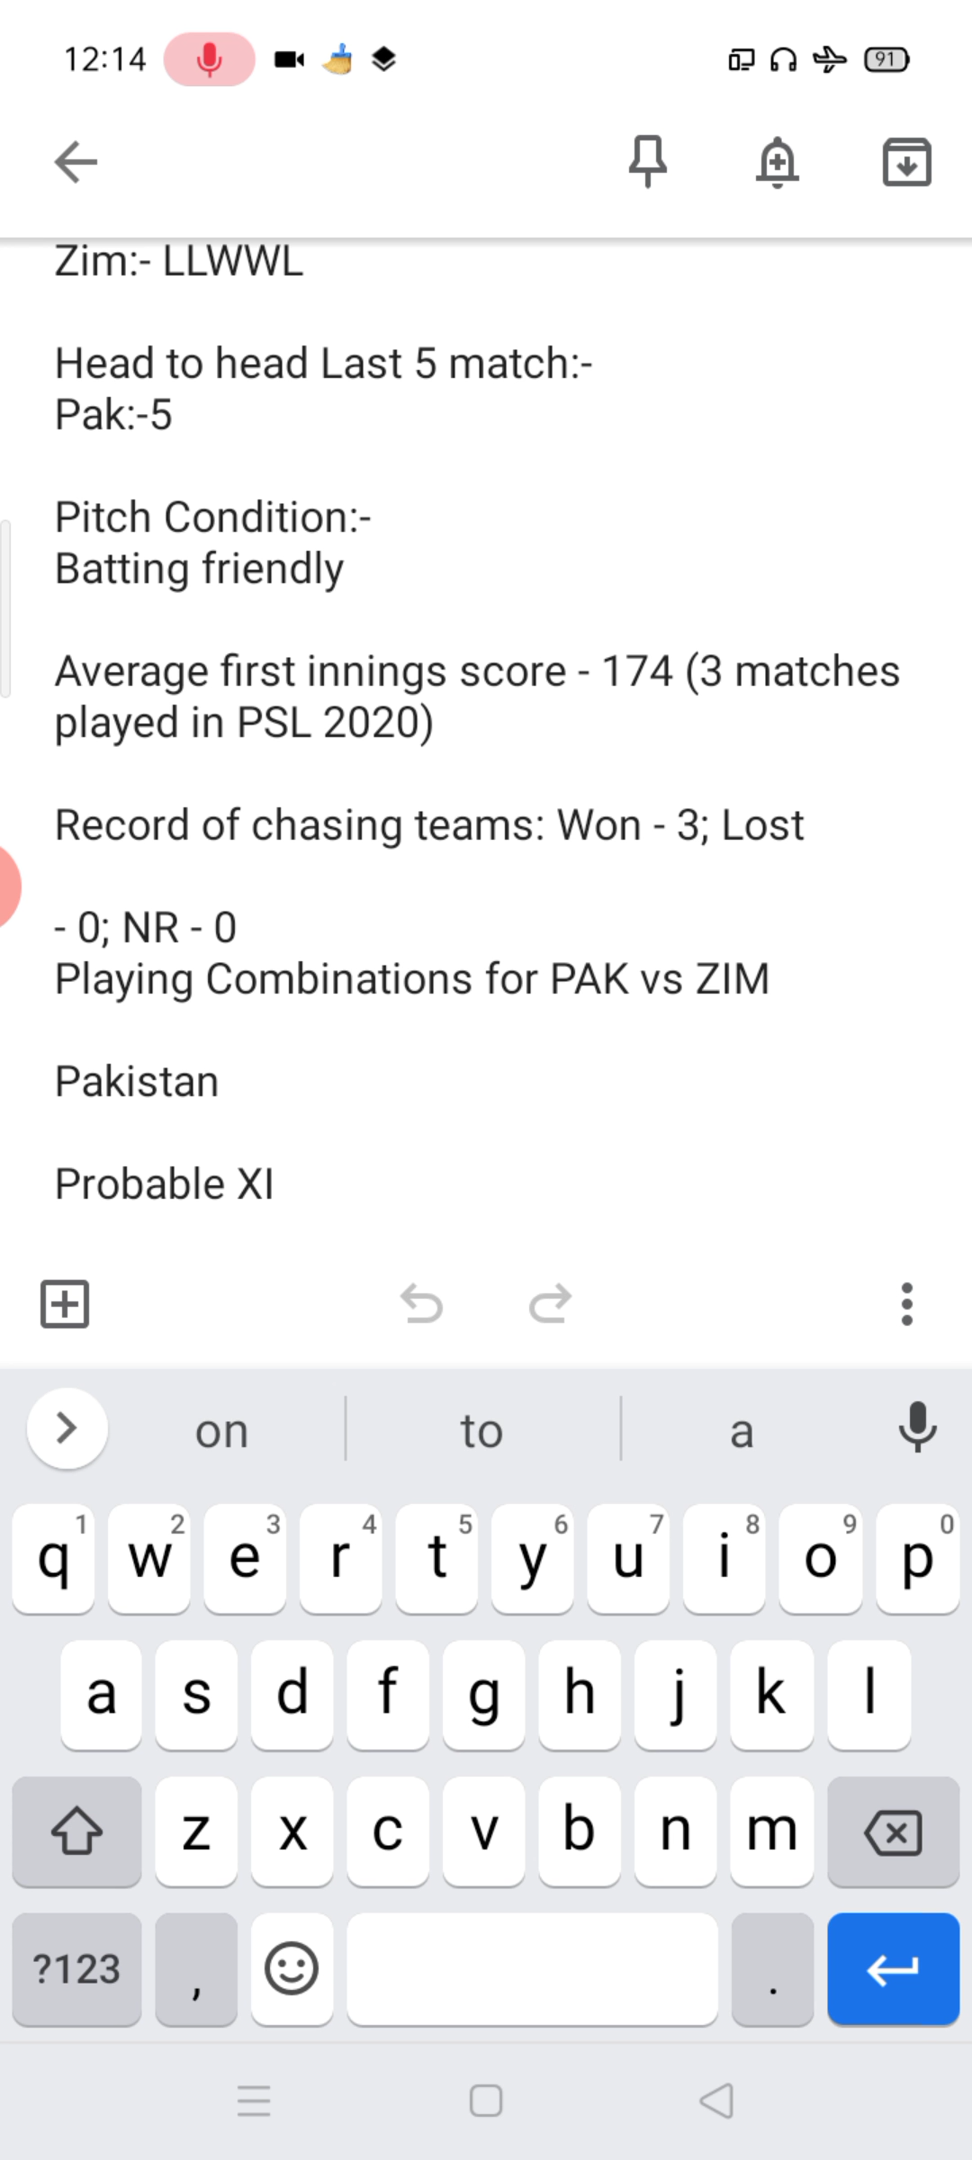 12:14
91
Zim:- LLWWL
Head to head Last 5 match:-
Pak:-5
Pitch Condition:-
Batting friendly
Average first innings score - 174 (3 matches
played in PSL 2020)
Record of chasing teams: Won - 3; Lost
- 0; NR - 0
Playing Combinations for PAK vs ZIM
Pakistan
Probable XI
on to a
1 2 3 4 5 6 7 8 9 0
q w e r t y u i o p
a s d f g h j k l
z x c v b n m
?123 , .